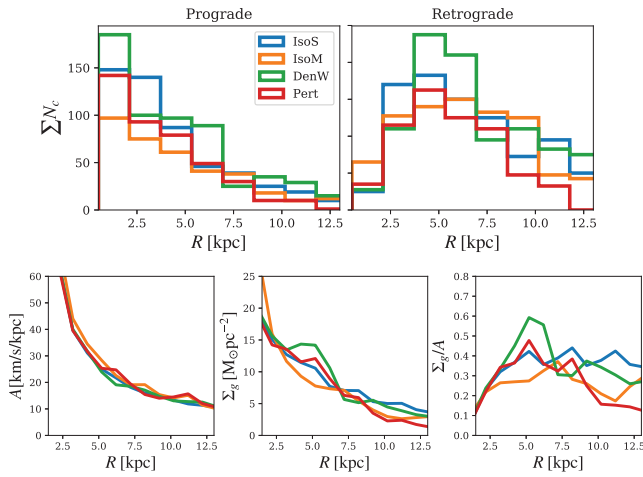 Prograde
Retrograde
IsoS
IsoM
DenW
Pert
∑N_c
150
100
50
0
2.5 5.0 7.5 10.0 12.5
2.5 5.0 7.5 10.0 12.5
R [kpc]
R [kpc]
A[km/s/kpc]
60
50
40
30
20
10
0
2.5 5.0 7.5 10.0 12.5
R [kpc]
Σ_g [M⊙pc⁻²]
25
20
15
10
5
0
2.5 5.0 7.5 10.0 12.5
R [kpc]
Σ_g/A
0.8
0.7
0.6
0.5
0.4
0.3
0.2
0.1
0.0
2.5 5.0 7.5 10.0 12.5
R [kpc]